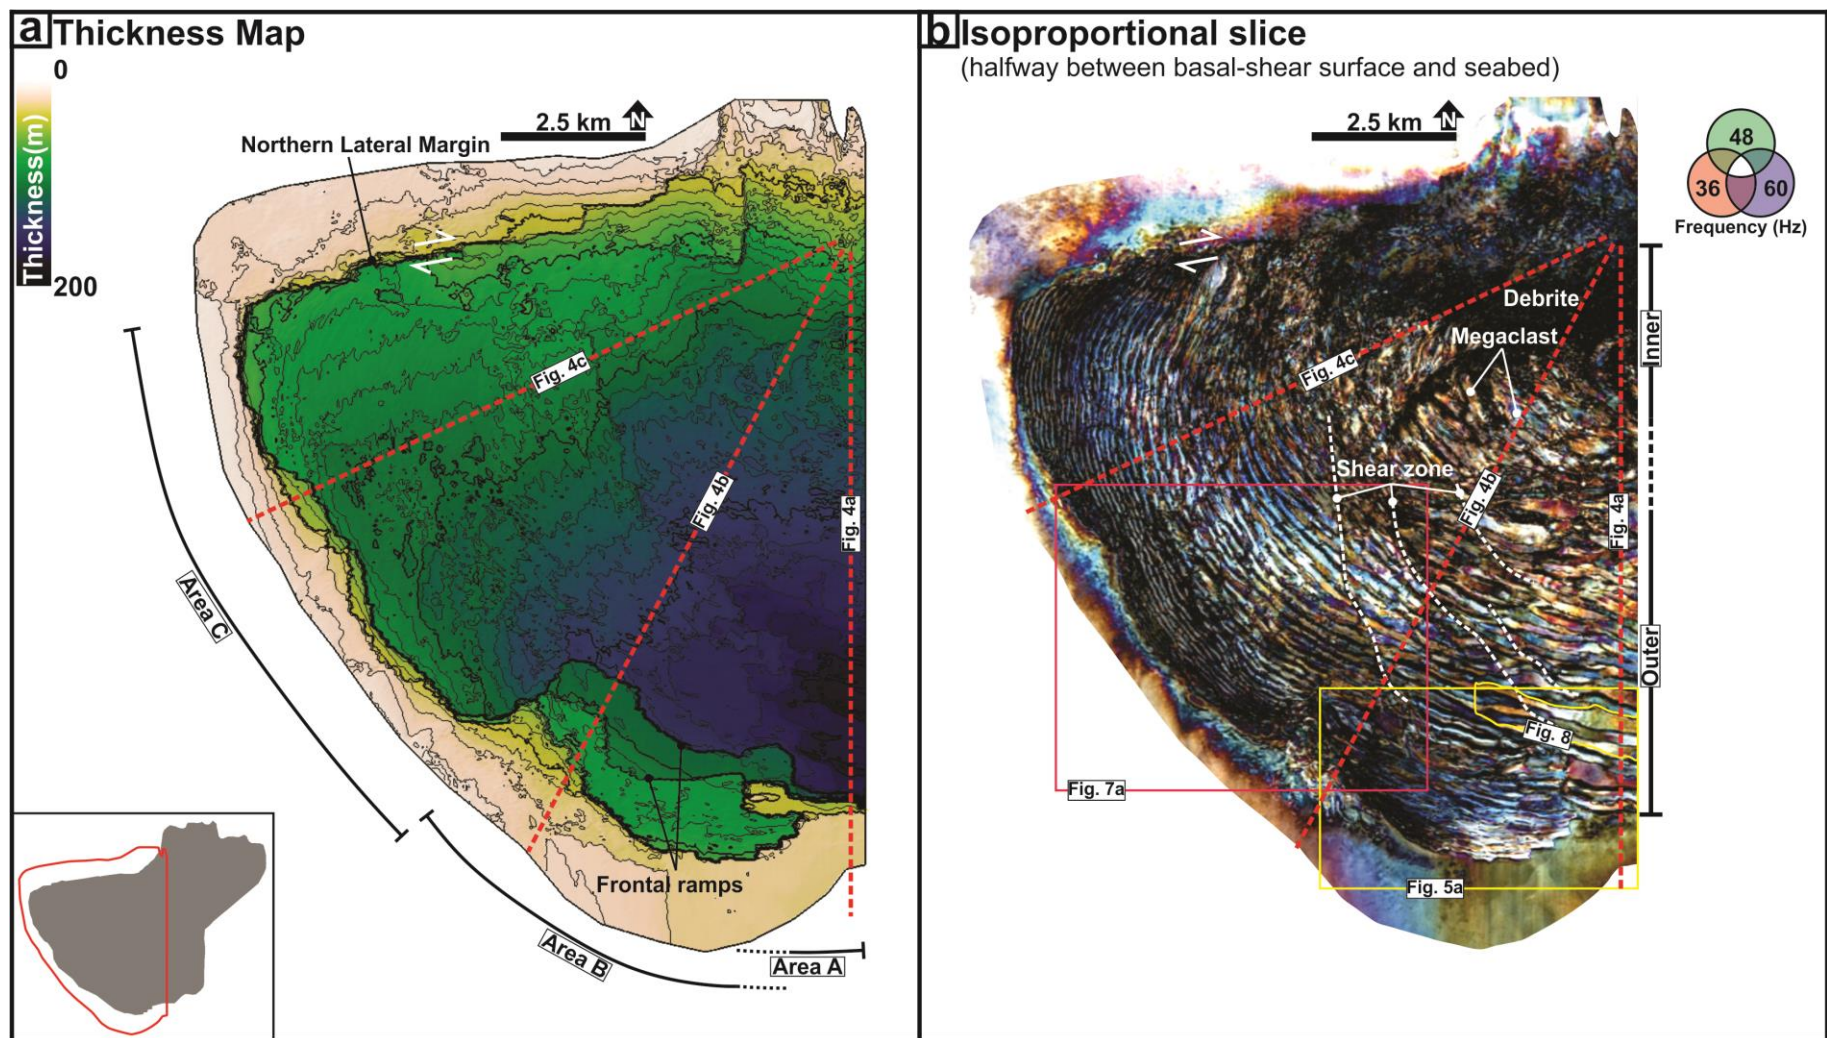 a Thickness Map
0
Thickness(m)
200
2.5 km
N
Northern Lateral Margin
Fig. 4c
Fig. 4b
Fig. 4a
Area C
Frontal ramps
Area B
Area A
b Isoproportional slice
(halfway between basal-shear surface and seabed)
2.5 km
N
48
36
60
Frequency (Hz)
Debrite
Megaclast
Inner
Fig. 4c
Shear zone
Fig. 4b
Fig. 4a
Outer
Fig. 8
Fig. 7a
Fig. 5a